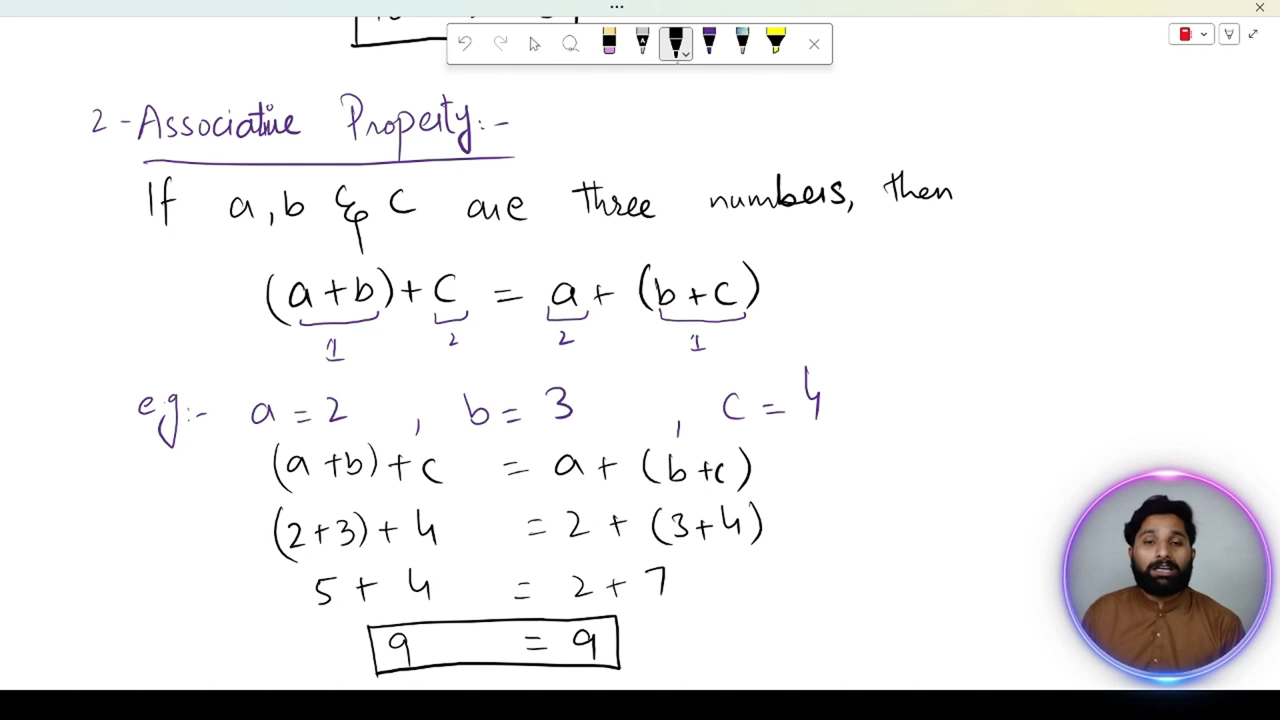 2 - Associative Property:-
If a, b & c are three numbers, then
(a+b)+c = a+(b+c)
1 2 2 1
e.g:- a = 2 , b = 3 , c = 4
(a+b)+c = a+(b+c)
(2+3)+4 = 2+(3+4)
5+4 = 2+7
9 = 9